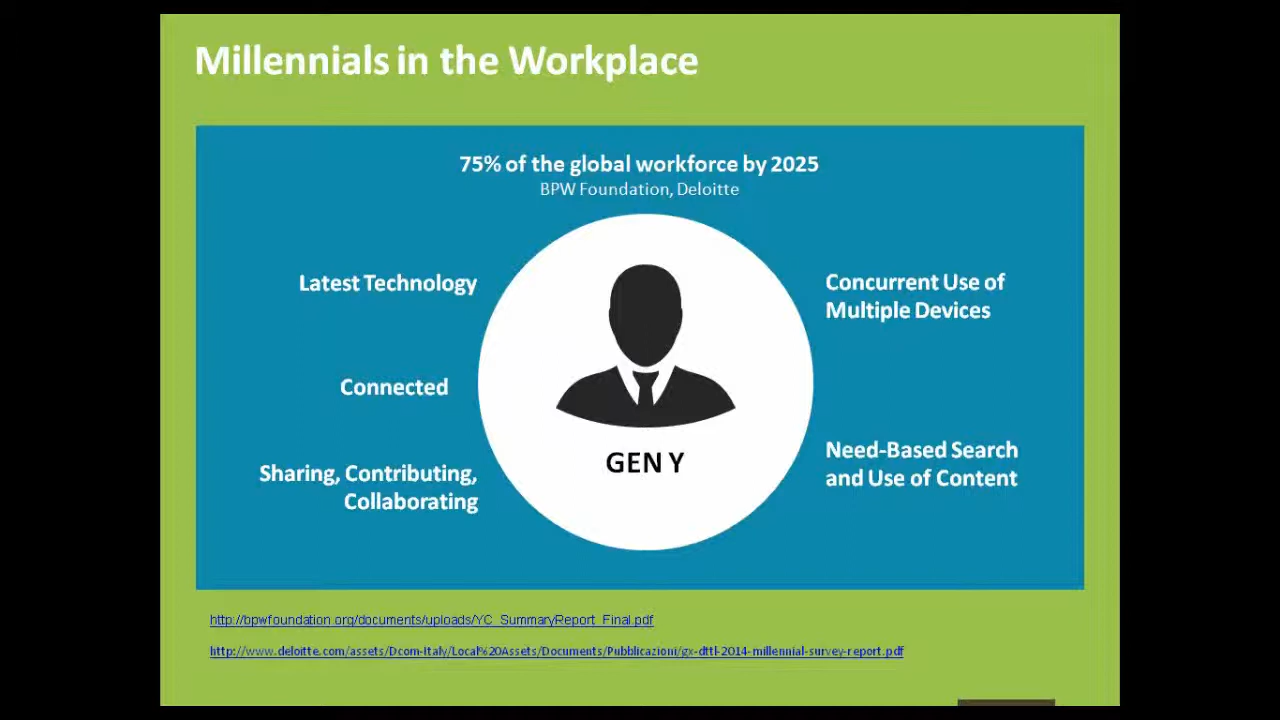 Millennials in the Workplace
75% of the global workforce by 2025
BPW Foundation, Deloitte
Latest Technology
Connected
Sharing, Contributing,
Collaborating
GEN Y
Concurrent Use of
Multiple Devices
Need-Based Search
and Use of Content
http://bpwfoundation.org/documents/uploads/YC_SummaryReport_Final.pdf
http://www.deloitte.com/assets/Dcom-Italy/Local%20Assets/Documents/Pubblicazioni/gx-dttl-2014-millennial-survey-report.pdf